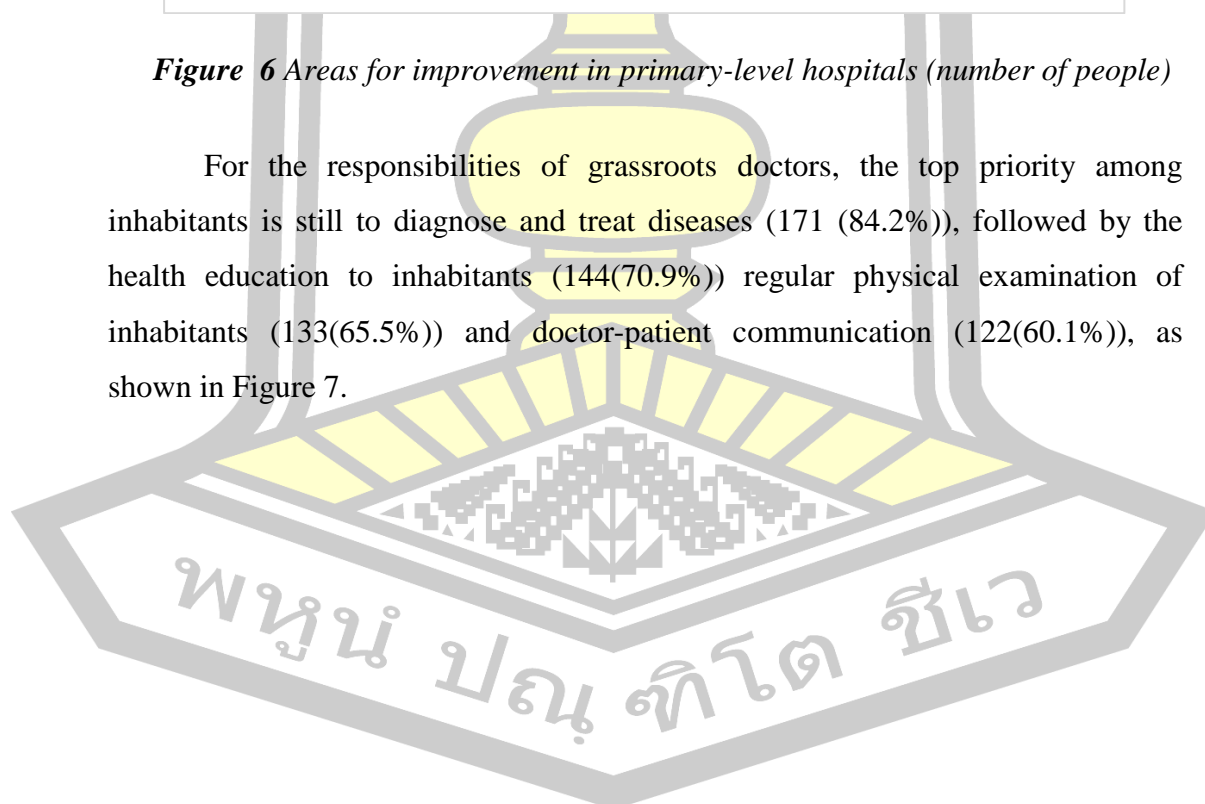 Figure 6 Areas for improvement in primary-level hospitals (number of people)
For the responsibilities of grassroots doctors, the top priority among
inhabitants is still to diagnose and treat diseases (171 (84.2%)), followed by the
health education to inhabitants (144(70.9%)) regular physical examination of
inhabitants (133(65.5%)) and doctor-patient communication (122(60.1%)), as
shown in Figure 7.
พหูนํ ปณฺฑิโต ชีเว